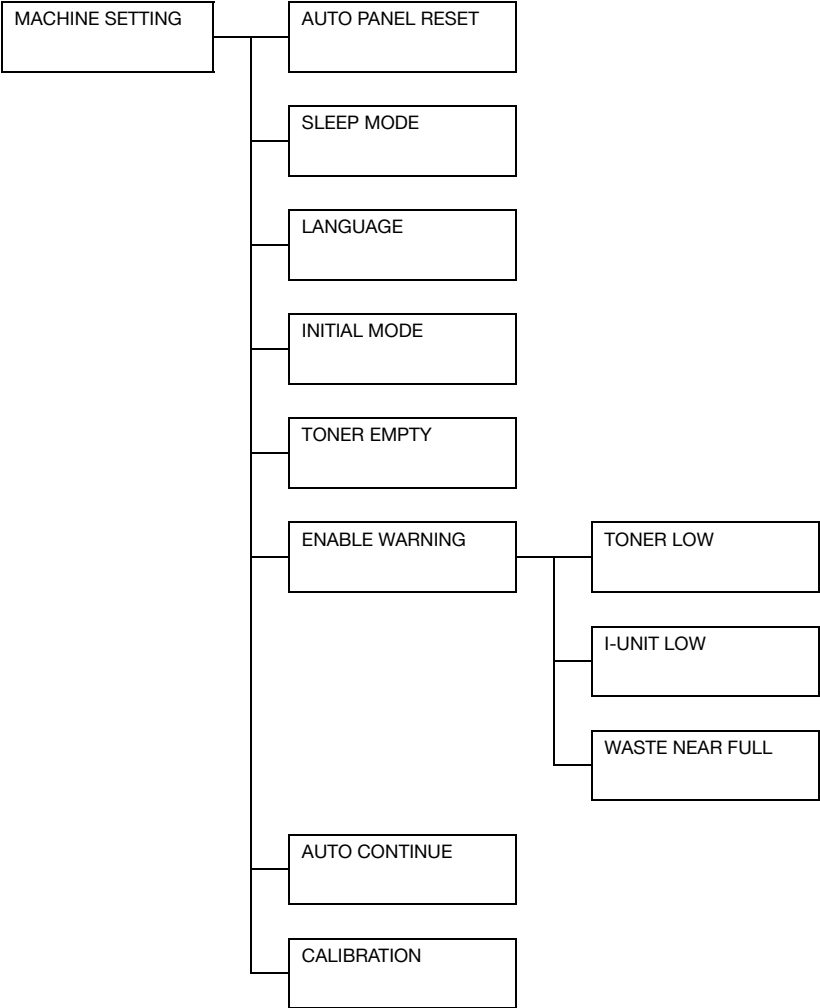 MACHINE SETTING
AUTO PANEL RESET
SLEEP MODE
LANGUAGE
INITIAL MODE
TONER EMPTY
ENABLE WARNING
TONER LOW
I-UNIT LOW
WASTE NEAR FULL
AUTO CONTINUE
CALIBRATION